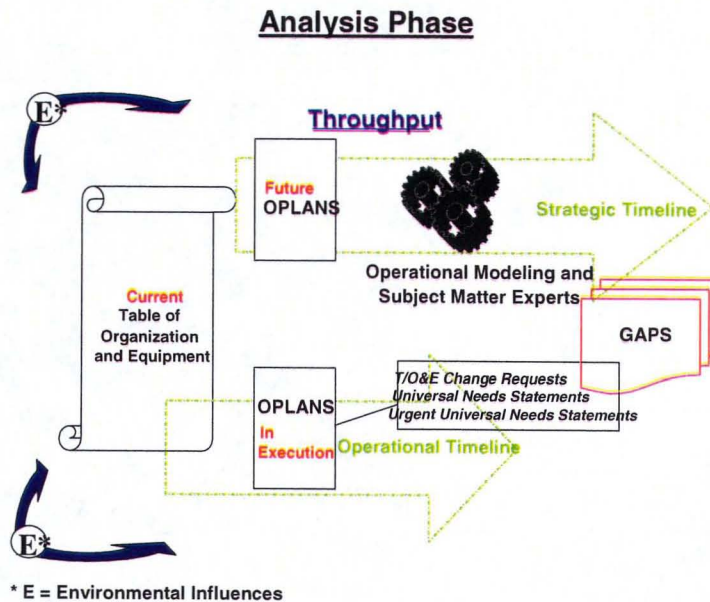 Analysis Phase
E*
Throughput
Future
OPLANS
Strategic Timeline
Operational Modeling and
Subject Matter Experts
GAPS
Current
Table of
Organization
and Equipment
OPLANS
In
Execution
T/O&E Change Requests
Universal Needs Statements
Urgent Universal Needs Statements
Operational Timeline
E*
* E = Environmental Influences